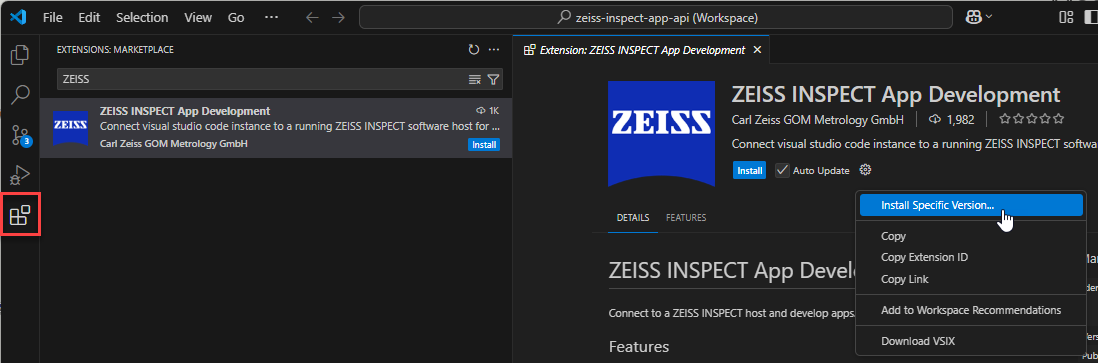 File Edit Selection View Go ··· zeiss-inspect-app-api (Workspace)
EXTENSIONS: MARKETPLACE
ZEISS
3
ZEISS
ZEISS INSPECT App Development 1K
Connect visual studio code instance to a running ZEISS INSPECT software host for ...
Carl Zeiss GOM Metrology GmbH Install
Extension: ZEISS INSPECT App Development
ZEISS
ZEISS INSPECT App Development
Carl Zeiss GOM Metrology GmbH 1,982
Connect visual studio code instance to a running ZEISS INSPECT
Install Auto Update
Install Specific Version...
Copy
Copy Extension ID
Copy Link
Add to Workspace Recommendations
Download VSIX
DETAILS FEATURES
ZEISS INSPECT App
Connect to a ZEISS INSPECT host and develop apps.
Features